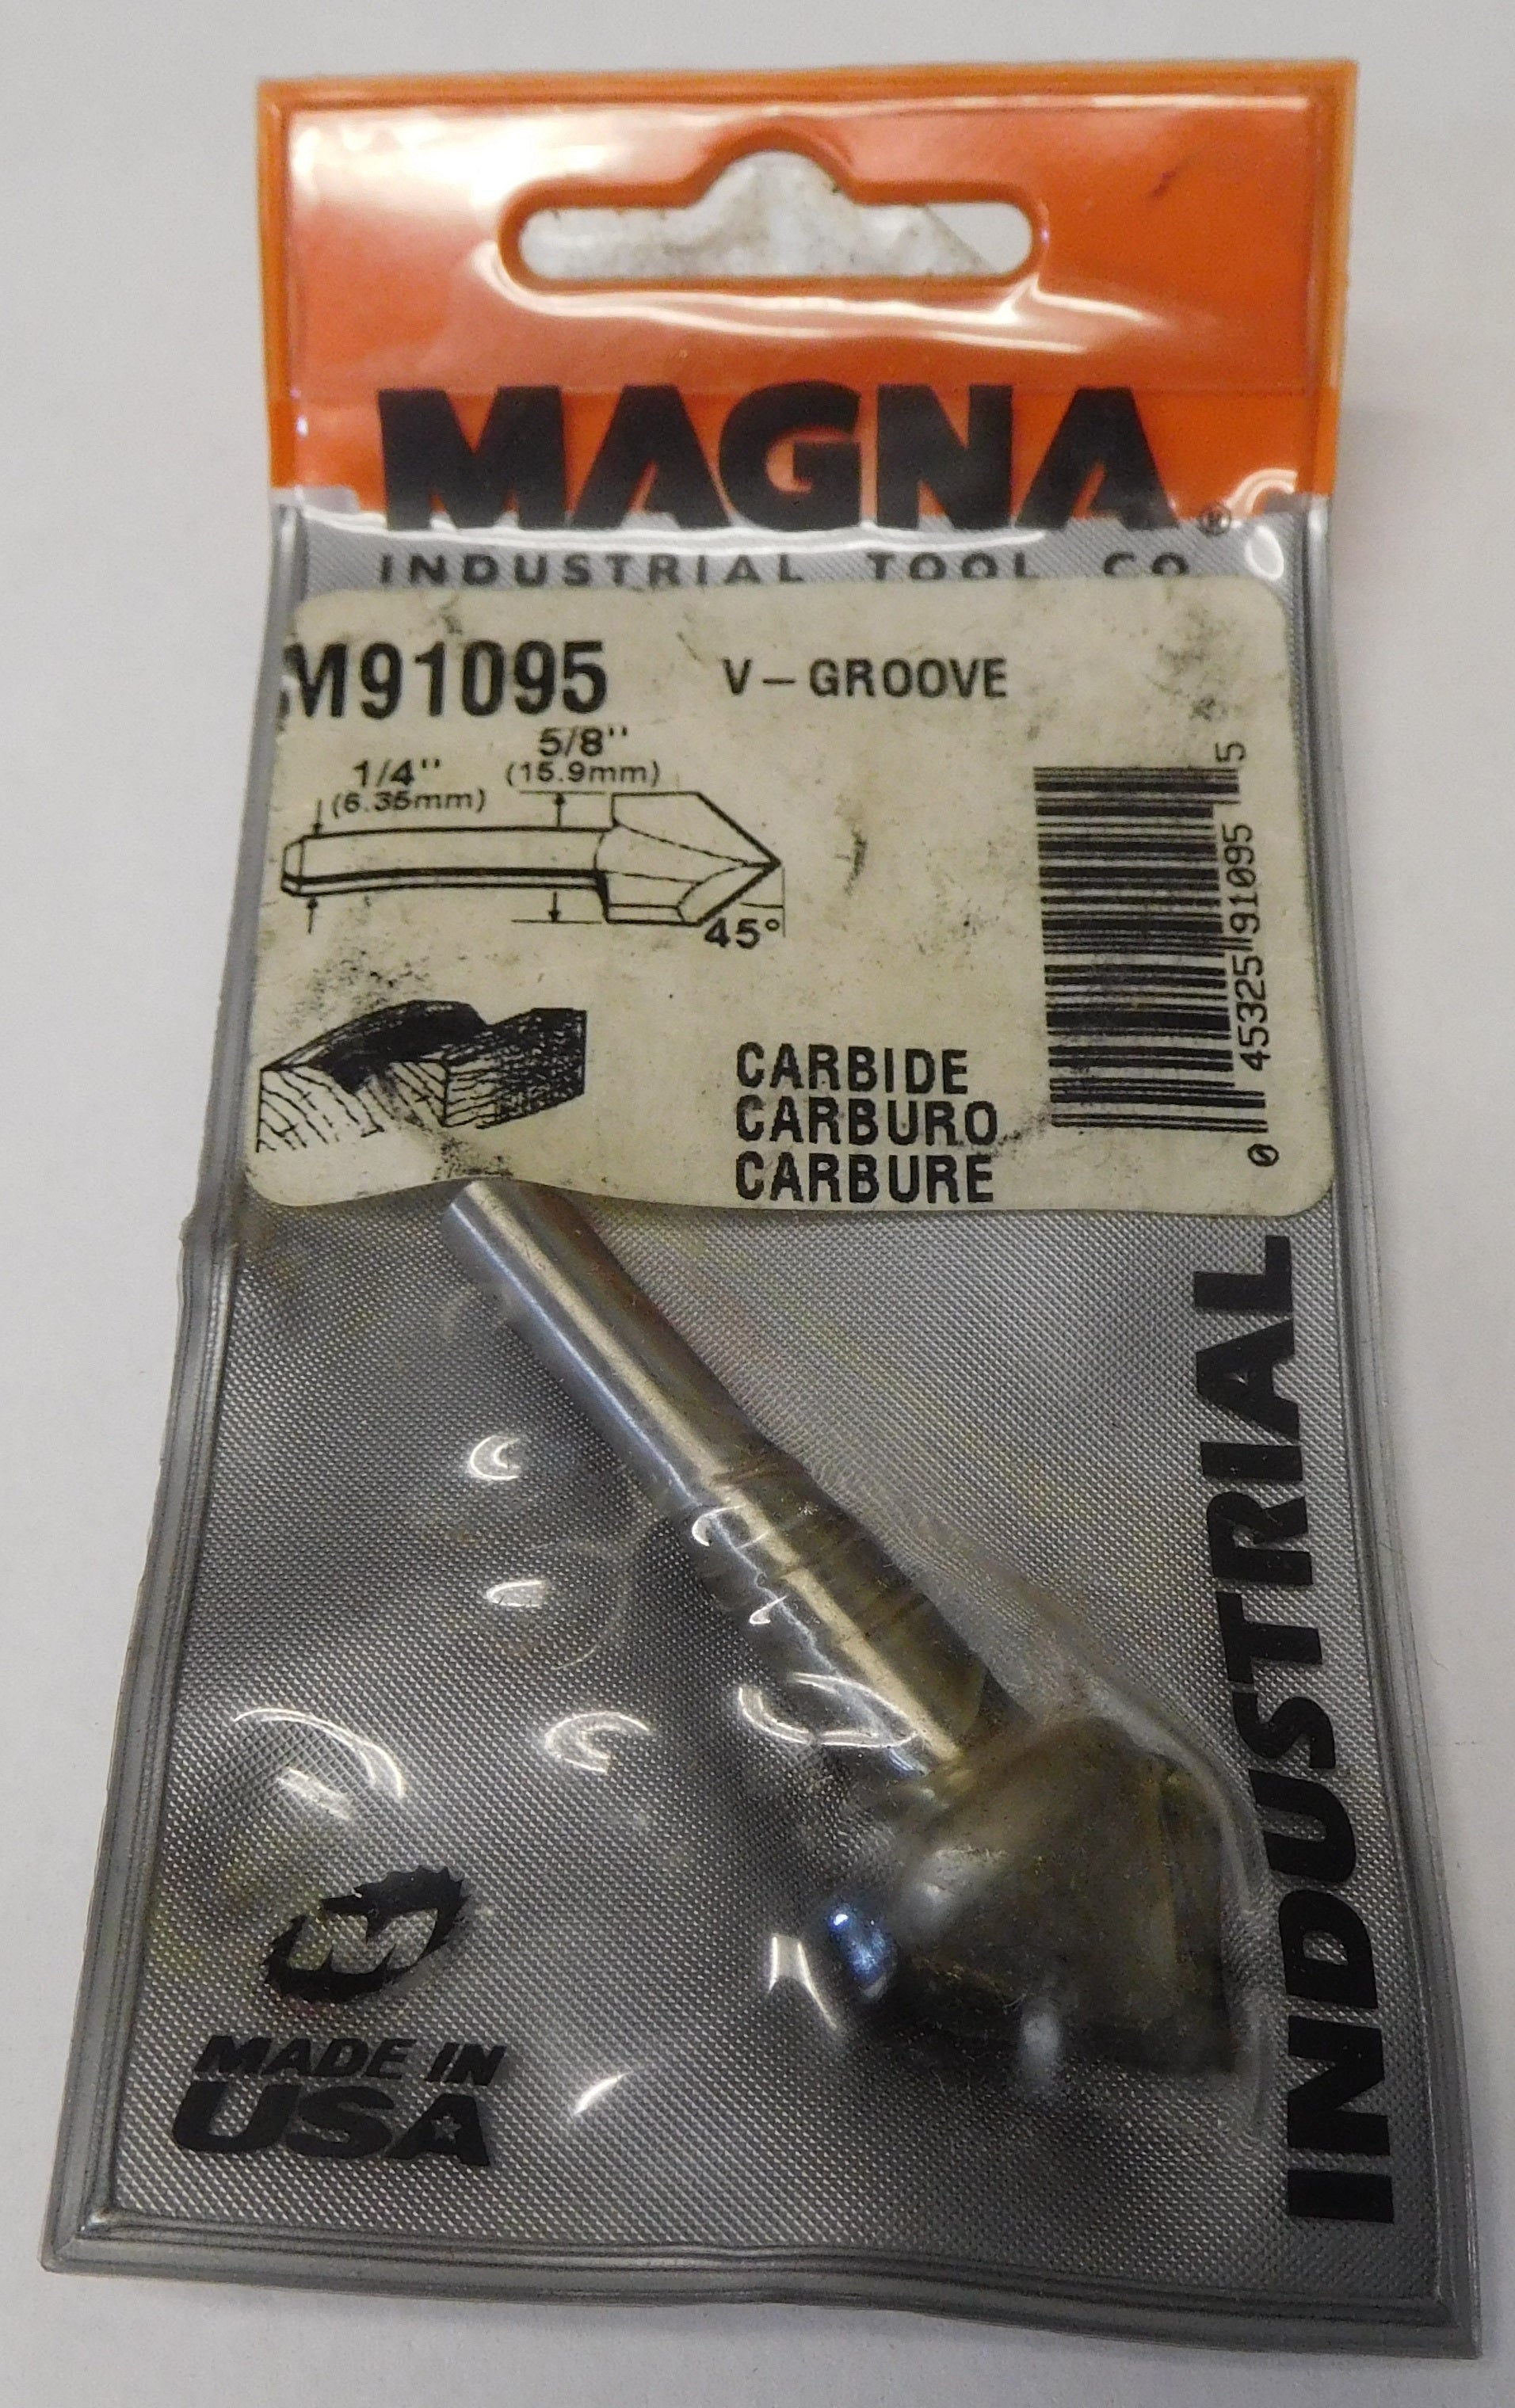 MAGNA®
INDUSTRIAL TOOL CO
M91095
V-GROOVE
5/8"
(15.9mm)
1/4"
(6.35mm)
45°
CARBIDE
CARBURO
CARBURE
0 45325 91095 5
INDUSTRIAL
M
MADE IN
USA